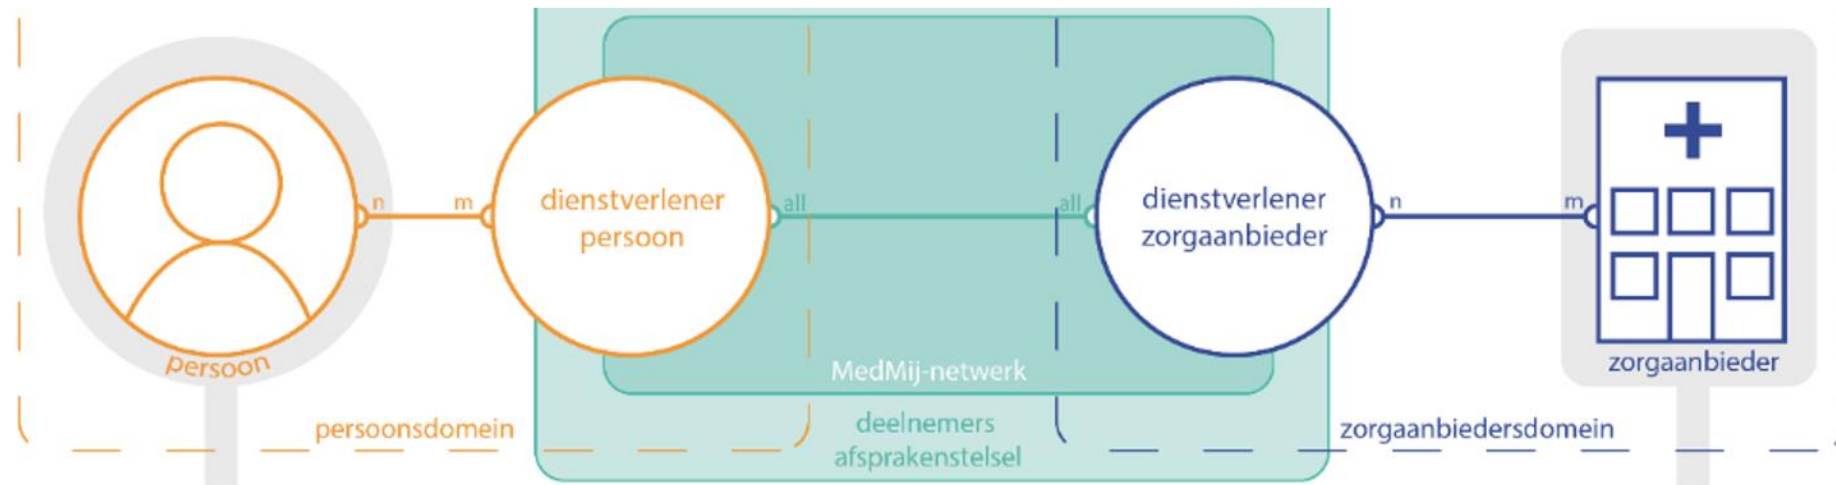 n
m
dienstverlener
persoon
all
all
dienstverlener
zorgaanbieder
n
m
persoon
MedMij-netwerk
zorgaanbieder
persoonsdomein
deelnemers
afsprakenstelsel
zorgaanbiedersdomein